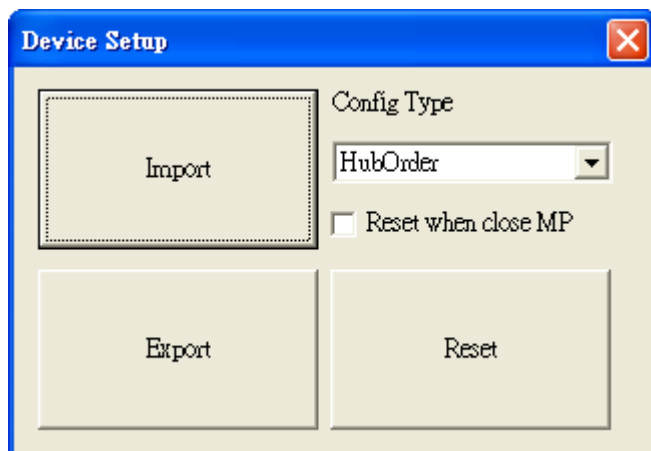 Device Setup
Import
Config Type
HubOrder
Reset when close MP
Export
Reset